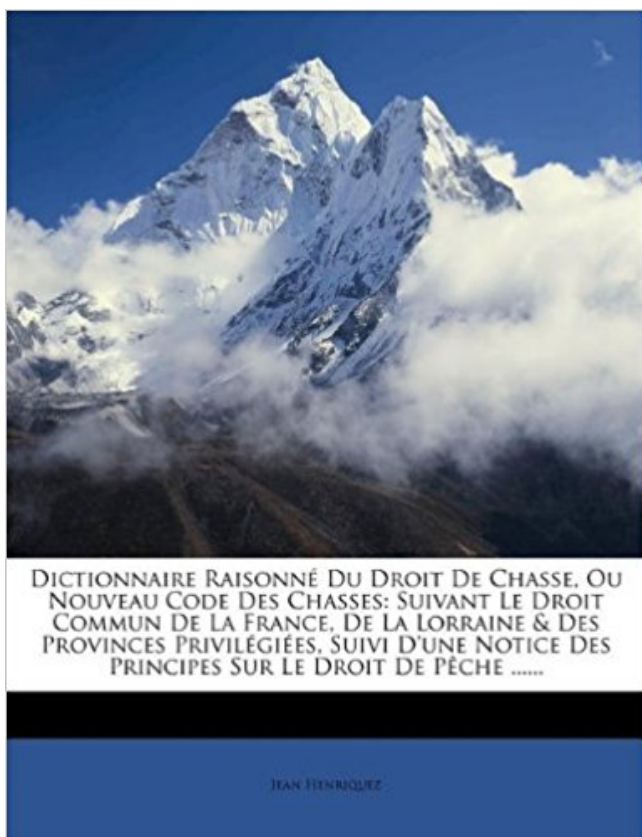 DICTIONNAIRE RAISONNÉ DU DROIT DE CHASSE, OU
NOUVEAU CODE DES CHASSES: SUIVANT LE DROIT
COMMUN DE LA FRANCE, DE LA LORRAINE & DES
PROVINCES PRIVILÉGIÉES, SUIVI D'UNE NOTICE DES
PRINCIPES SUR LE DROIT DE PÊCHE ......
JEAN HENRIQUEZ